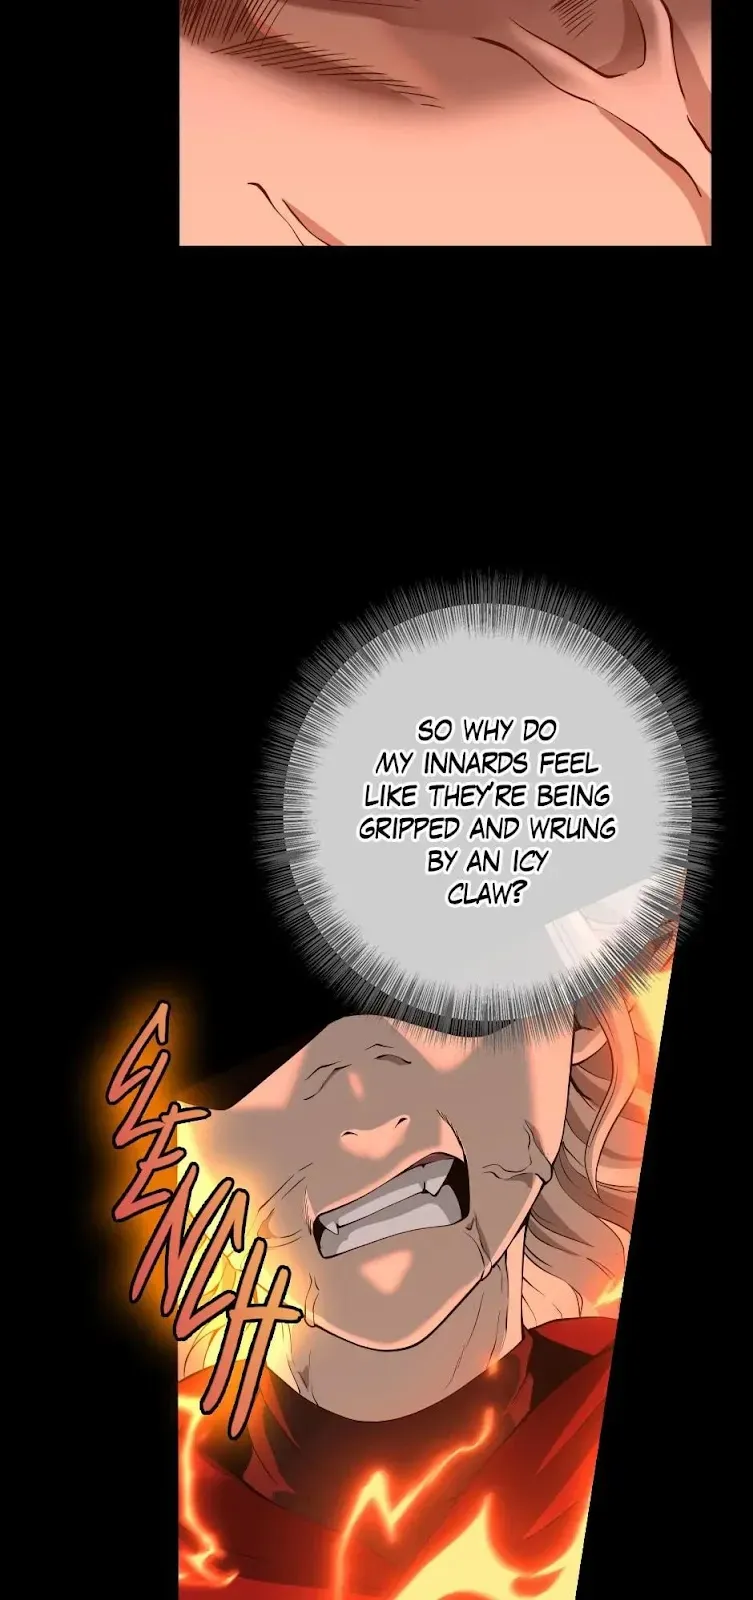 SO WHY DO
MY INNARDS FEEL
LIKE THEY'RE BEING
GRIPPED AND WRUNG
BY AN ICY
CLAW?
CLENCH